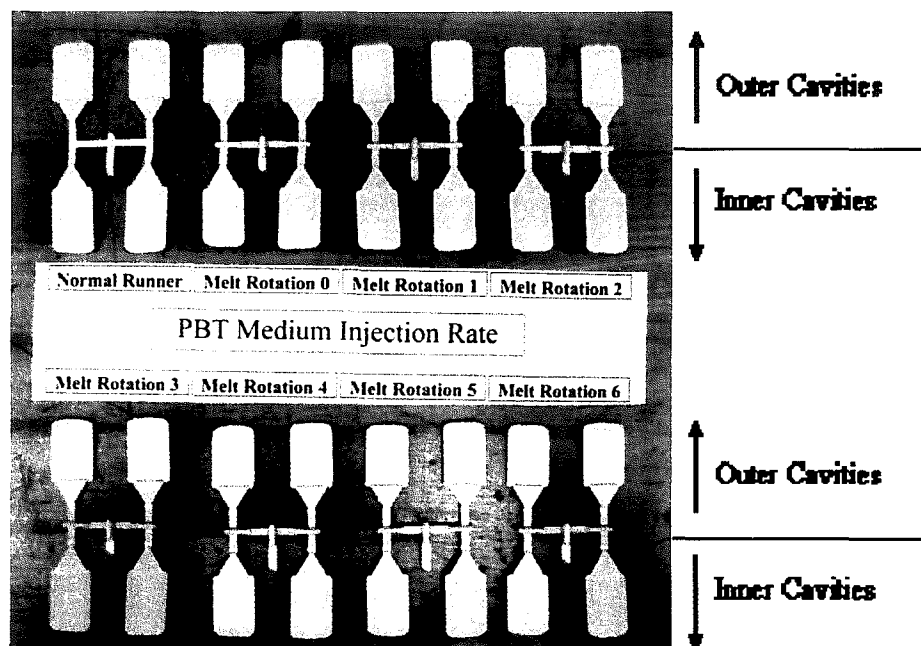 Outer Cavities
Inner Cavities
Normal Runner Melt Rotation 0 Melt Rotation 1 Melt Rotation 2
PBT Medium Injection Rate
Melt Rotation 3 Melt Rotation 4 Melt Rotation 5 Melt Rotation 6
Outer Cavities
Inner Cavities